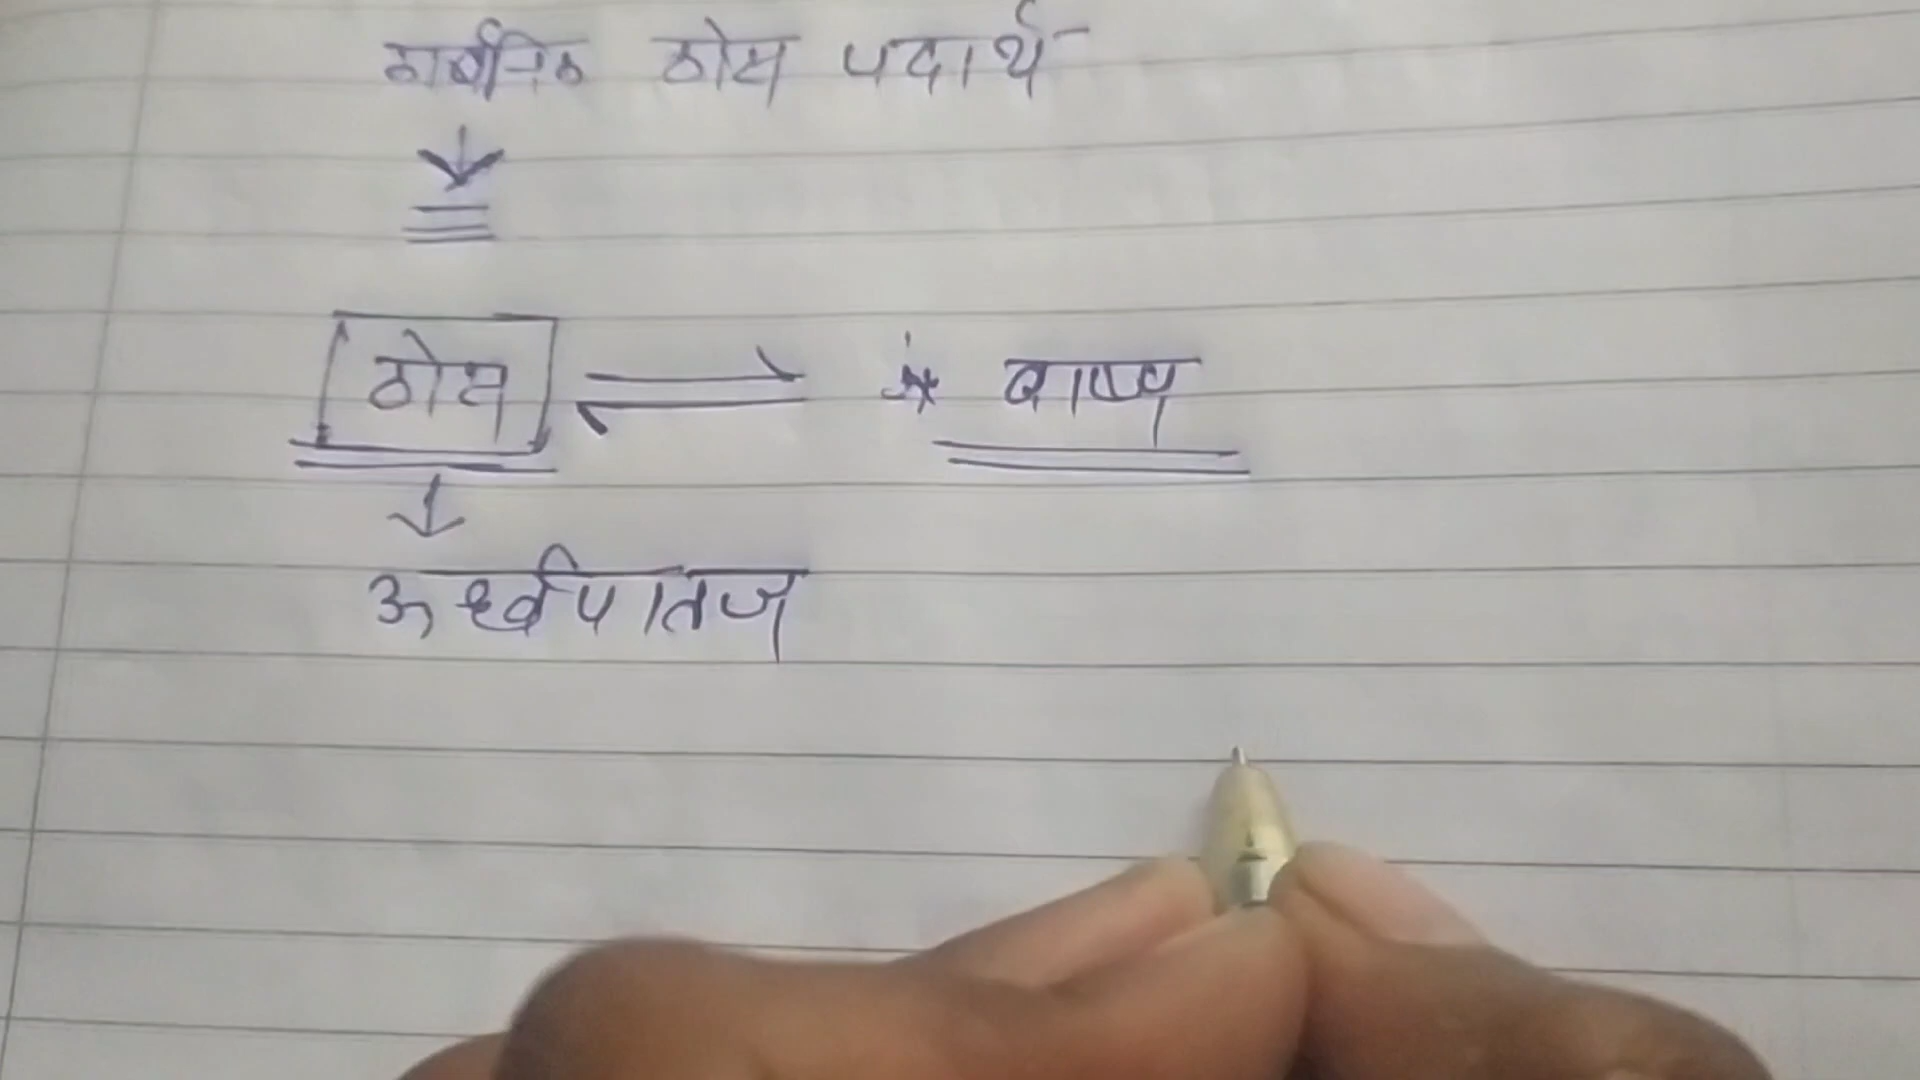 कार्बनिक ठोस पदार्थ
ठोस ⇌ बाष्प
ऊर्ध्वपातज